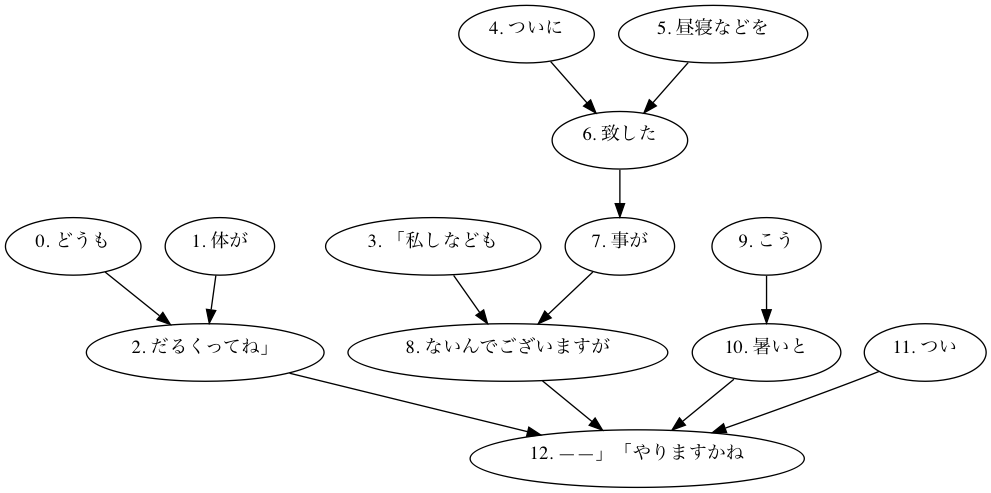 4. ついに
5. 昼寝などを
6. 致した
0. どうも
1. 体が
3. 「私しなども
7. 事が
9. こう
2. だるくってね」
8. ないんでございますが
10. 暑いと
11. つい
12. ――」「やりますかね